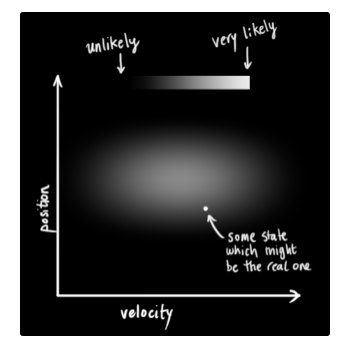 unlikely
very likely
position
some state
which might
be the real one
velocity